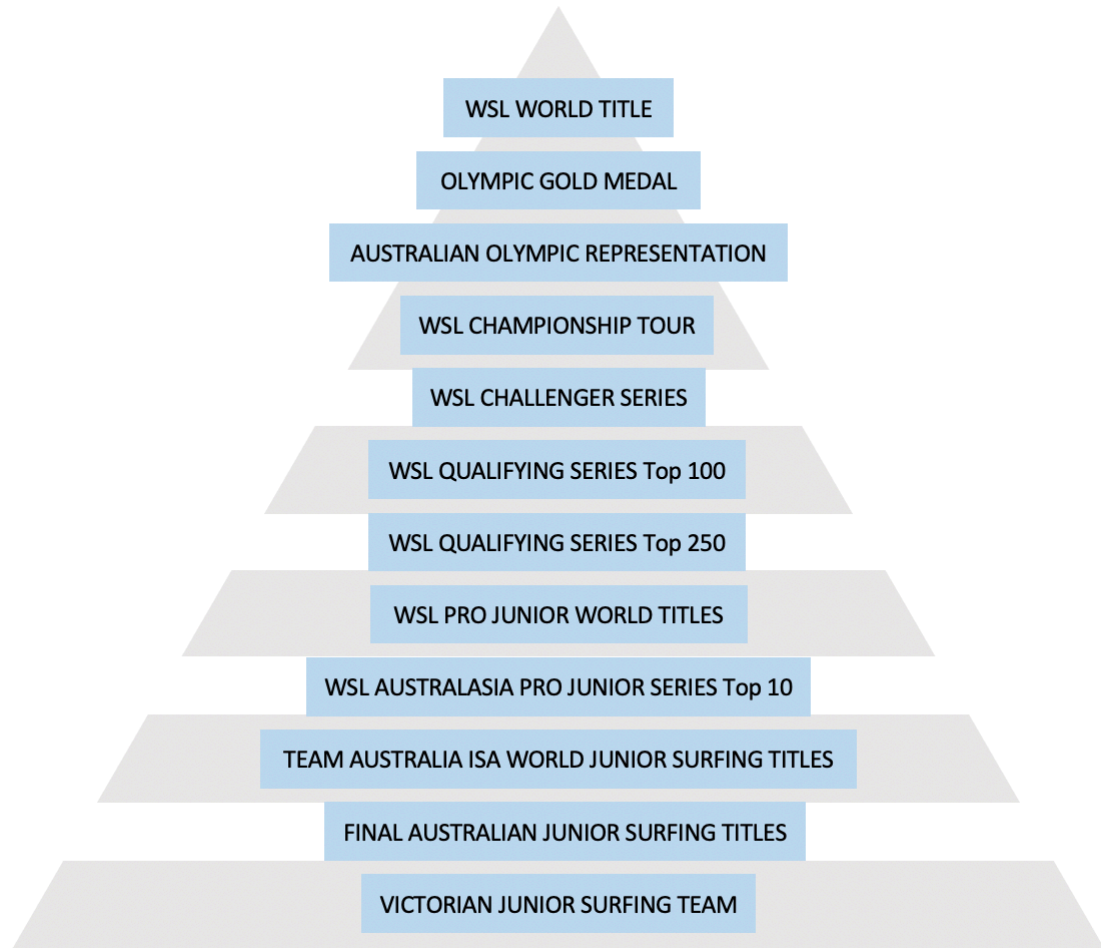 WSL WORLD TITLE
OLYMPIC GOLD MEDAL
AUSTRALIAN OLYMPIC REPRESENTATION
WSL CHAMPIONSHIP TOUR
WSL CHALLENGER SERIES
WSL QUALIFYING SERIES Top 100
WSL QUALIFYING SERIES Top 250
WSL PRO JUNIOR WORLD TITLES
WSL AUSTRALASIA PRO JUNIOR SERIES Top 10
TEAM AUSTRALIA ISA WORLD JUNIOR SURFING TITLES
FINAL AUSTRALIAN JUNIOR SURFING TITLES
VICTORIAN JUNIOR SURFING TEAM